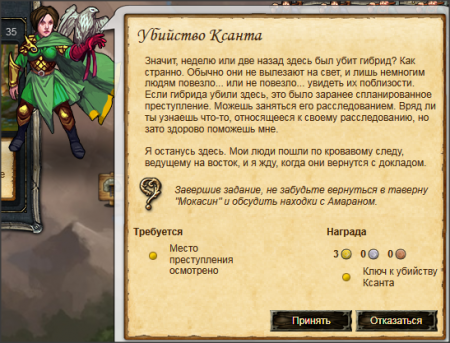 35
Убийство Ксанта
Значит, неделю или две назад здесь был убит гибрид? Как
странно. Обычно они не вылезают на свет, и лишь немногим
людям повезло... или не повезло... увидеть их поблизости.
Если гибрида убили здесь, это было заранее спланированное
преступление. Можешь заняться его расследованием. Вряд ли
ты узнаешь что-то, относящееся к своему расследованию, но
зато здорово поможешь мне.
Я останусь здесь. Мои люди пошли по кровавому следу,
ведущему на восток, и я жду, когда они вернутся с докладом.
Завершив задание, не забудьте вернуться в таверну
"Мокасин" и обсудить находки с Амараном.
Требуется
Место
преступления
осмотрено
Награда
3 0 0
Ключ к убийству
Ксанта
Принять
Отказаться